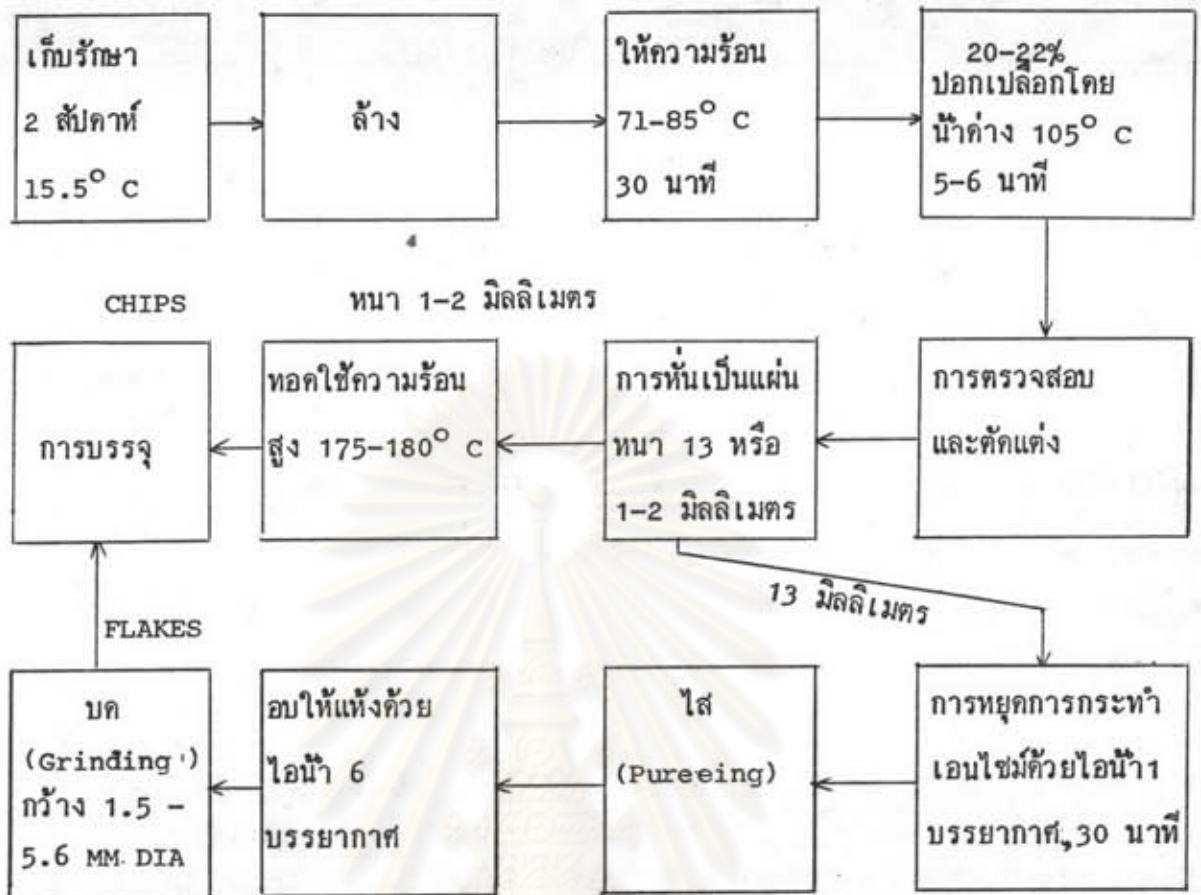 เก็บรักษา
2 สัปดาห์
15.5° C
ล้าง
ให้ความร้อน
71-85° C
30 นาที
20-22%
ปอกเปลือกโดย
น้ำด่าง 105° C
5-6 นาที
การตรวจสอบ
และตัดแต่ง
การหั่นเป็นแผ่น
หนา 13 หรือ
1-2 มิลลิเมตร
หนา 1-2 มิลลิเมตร
ทอดใช้ความร้อน
สูง 175-180° C
CHIPS
การบรรจุ
13 มิลลิเมตร
การหยุดการกระทำ
เอนไซม์ด้วยไอน้ำ1
บรรยากาศ,30 นาที
ไส่
(Pureeing)
อบให้แห้งด้วย
ไอน้ำ 6
บรรยากาศ
บด
(Grinding')
กว้าง 1.5 -
5.6 MM. DIA
FLAKES